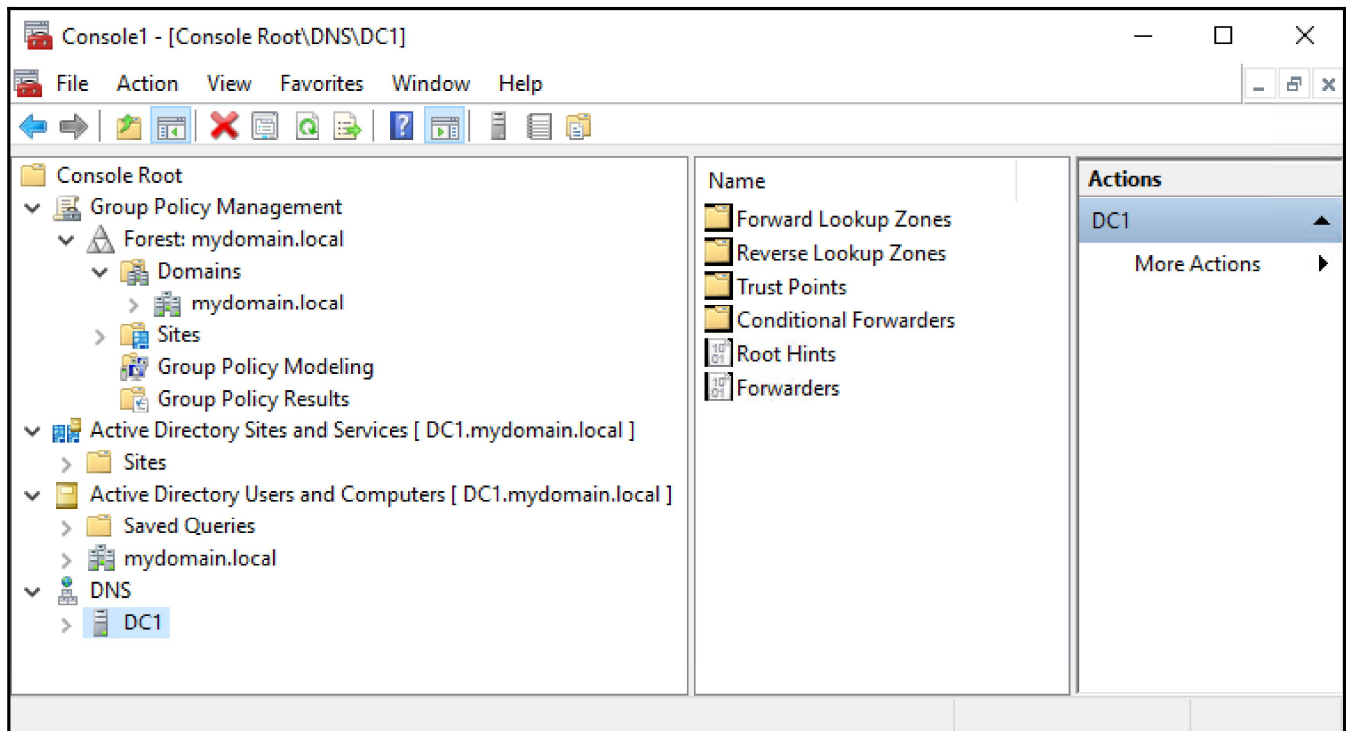 Console1 - [Console Root\DNS\DC1]
File Action View Favorites Window Help
Console Root
Group Policy Management
Forest: mydomain.local
Domains
mydomain.local
Sites
Group Policy Modeling
Group Policy Results
Active Directory Sites and Services [ DC1.mydomain.local ]
Sites
Active Directory Users and Computers [ DC1.mydomain.local ]
Saved Queries
mydomain.local
DNS
DC1
Name
Forward Lookup Zones
Reverse Lookup Zones
Trust Points
Conditional Forwarders
Root Hints
Forwarders
Actions
DC1
More Actions